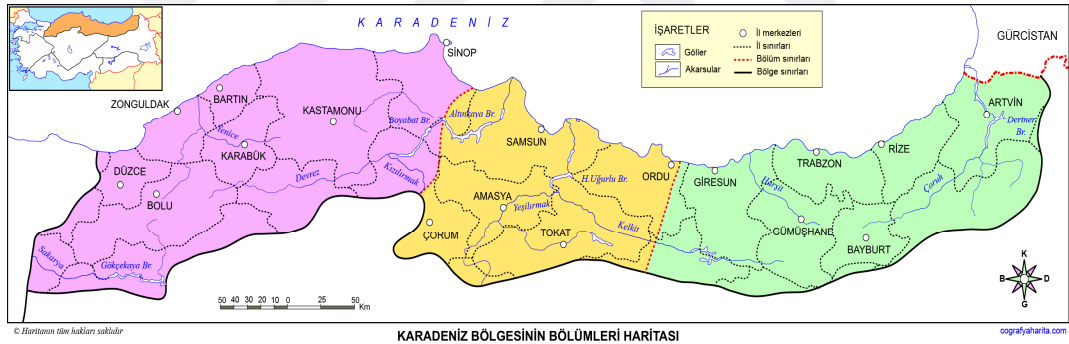 K A R A D E N İ Z
SİNOP
ZONGULDAK
BARTIN
KASTAMONU
Boyabat Br.
Altınkaya Br.
Yenice
KARABÜK
SAMSUN
DÜZCE
BOLU
Devrez
Kızılırmak
AMASYA
Yeşilırmak
H.Uğurlu Br.
ORDU
GİRESUN
TRABZON
RİZE
ARTVİN
Dertner Br.
GÜRCİSTAN
Harşit
Çoruh
ÇORUM
TOKAT
Kelkit
GÜMÜŞHANE
BAYBURT
Sakarya
Gökçekaya Br.
İŞARETLER
Göller
Akarsular
İl merkezleri
İl sınırları
Bölüm sınırları
Bölge sınırları
50 40 30 20 10 0 25 50
Km
K
B D
G
© Haritanın tüm hakları saklıdır
KARADENİZ BÖLGESİNİN BÖLÜMLERİ HARİTASI
cografyaharita.com